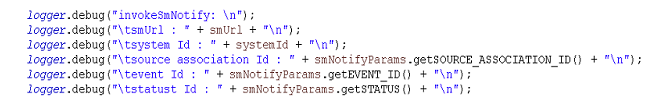 logger.debug("invokeSmNotify: \n");
logger.debug("\tsmUrl : " + smUrl + "\n");
logger.debug("\tsystem Id : " + systemId + "\n");
logger.debug("\tsource association Id : " + smNotifyParams.getSOURCE_ASSOCIATION_ID() + "\n");
logger.debug("\tevent Id : " + smNotifyParams.getEVENT_ID() + "\n");
logger.debug("\tstatust Id : " + smNotifyParams.getSTATUS() + "\n");